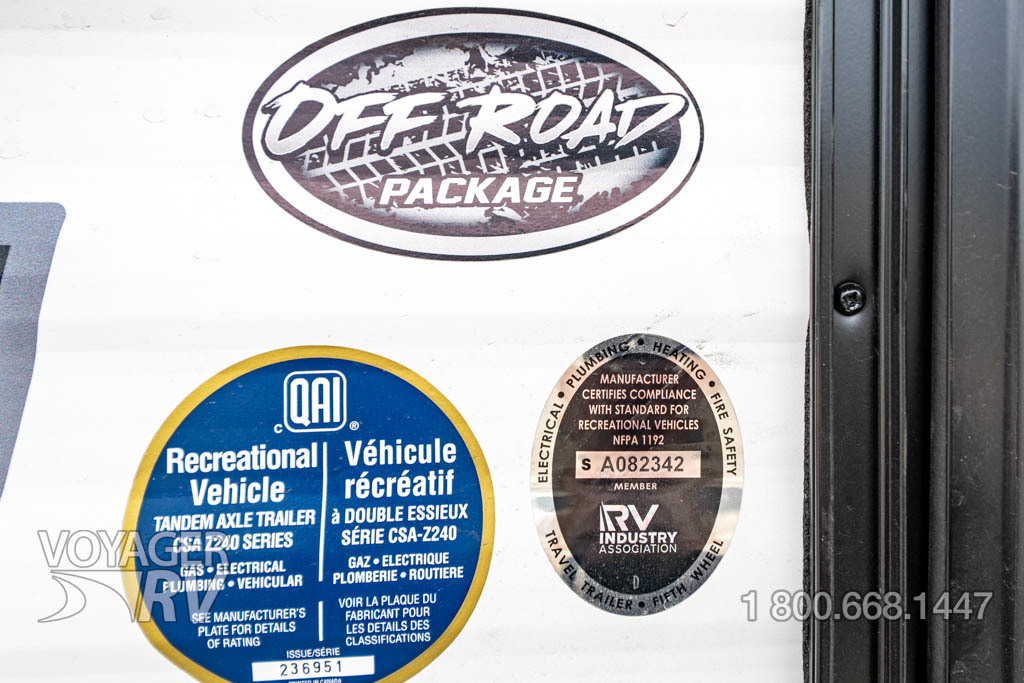 OFF ROAD
PACKAGE
QAI
C ®
Recreational
Vehicle
TANDEM AXLE TRAILER
CSA Z240 SERIES
GAS • ELECTRICAL
PLUMBING • VEHICULAR
SEE MANUFACTURER'S
PLATE FOR DETAILS
OF RATING
Véhicule
récréatif
à DOUBLE ESSIEUX
SÉRIE CSA-Z240
GAZ • ELECTRIQUE
PLOMBERIE • ROUTIERE
VOIR LA PLAQUE DU
FABRICANT POUR
LES DETAILS DES
CLASSIFICATIONS
ISSUE/SÉRIE
236951
PRINTED IN CANADA
ELECTRICAL • PLUMBING • HEATING • FIRE SAFETY
MANUFACTURER
CERTIFIES COMPLIANCE
WITH STANDARD FOR
RECREATIONAL VEHICLES
NFPA 1192
S A082342
MEMBER
RV
INDUSTRY
ASSOCIATION
D
TRAVEL TRAILER • FIFTH WHEEL
VOYAGER
RV
1 800.668.1447